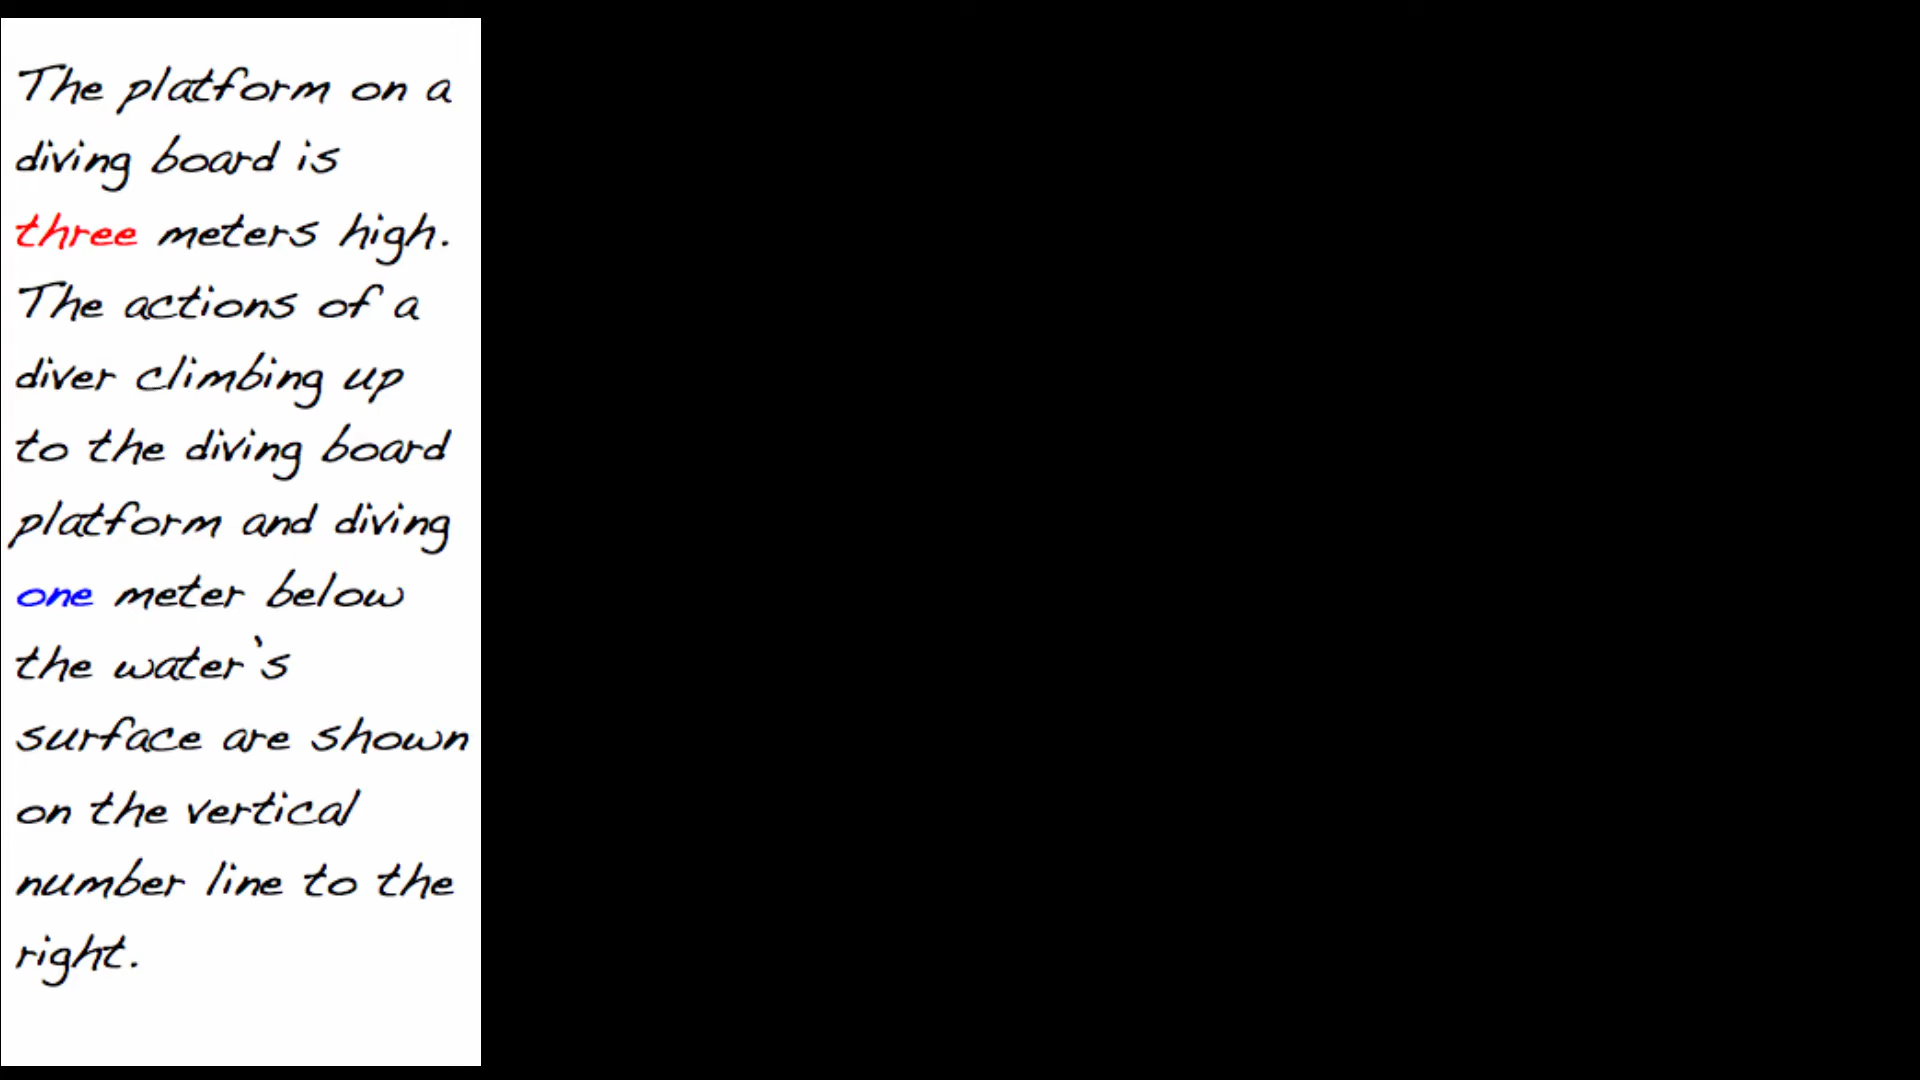 The platform on a
diving board is
three meters high.
The actions of a
diver climbing up
to the diving board
platform and diving
one meter below
the water's
surface are shown
on the vertical
number line to the
right.